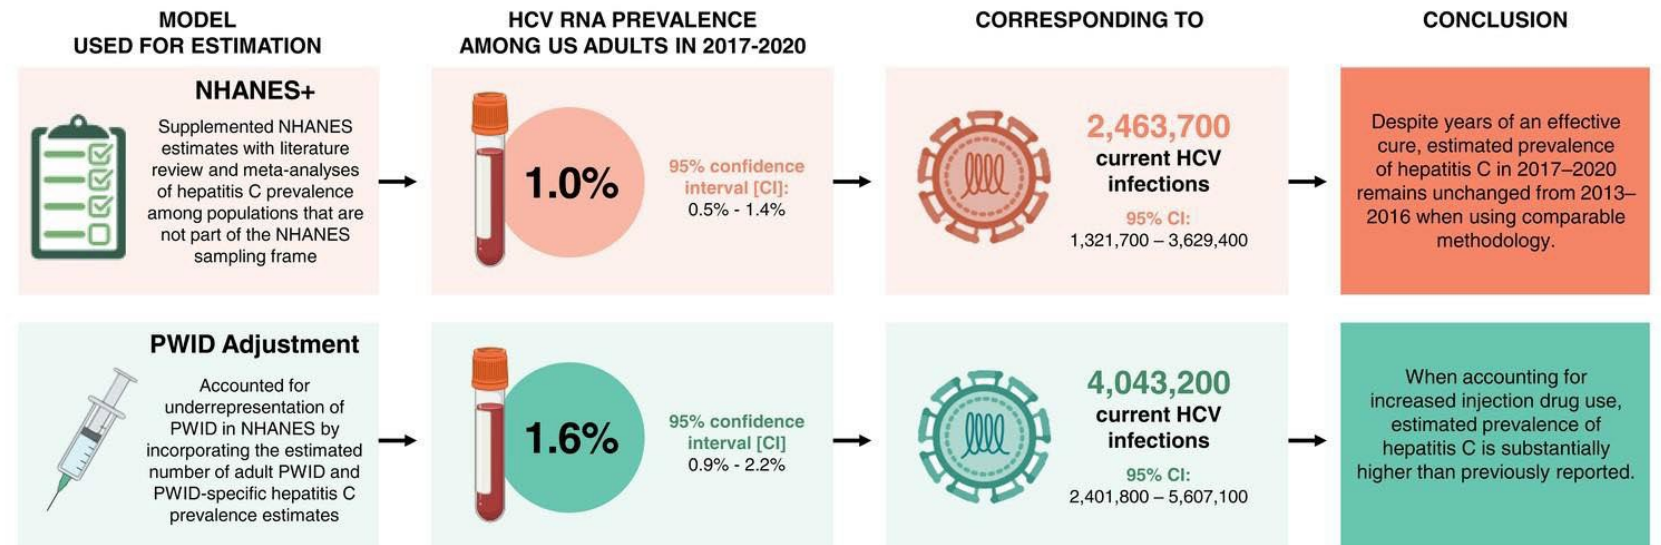 MODEL
USED FOR ESTIMATION
HCV RNA PREVALENCE
AMONG US ADULTS IN 2017-2020
CORRESPONDING TO
CONCLUSION
NHANES+
Supplemented NHANES
estimates with literature
review and meta-analyses
of hepatitis C prevalence
among populations that are
not part of the NHANES
sampling frame
1.0%
95% confidence
interval [CI]:
0.5% - 1.4%
2,463,700
current HCV
infections
95% CI:
1,321,700 – 3,629,400
Despite years of an effective
cure, estimated prevalence
of hepatitis C in 2017–2020
remains unchanged from 2013–
2016 when using comparable
methodology.
PWID Adjustment
Accounted for
underrepresentation of
PWID in NHANES by
incorporating the estimated
number of adult PWID and
PWID-specific hepatitis C
prevalence estimates
1.6%
95% confidence
interval [CI]
0.9% - 2.2%
4,043,200
current HCV
infections
95% CI:
2,401,800 – 5,607,100
When accounting for
increased injection drug use,
estimated prevalence of
hepatitis C is substantially
higher than previously reported.